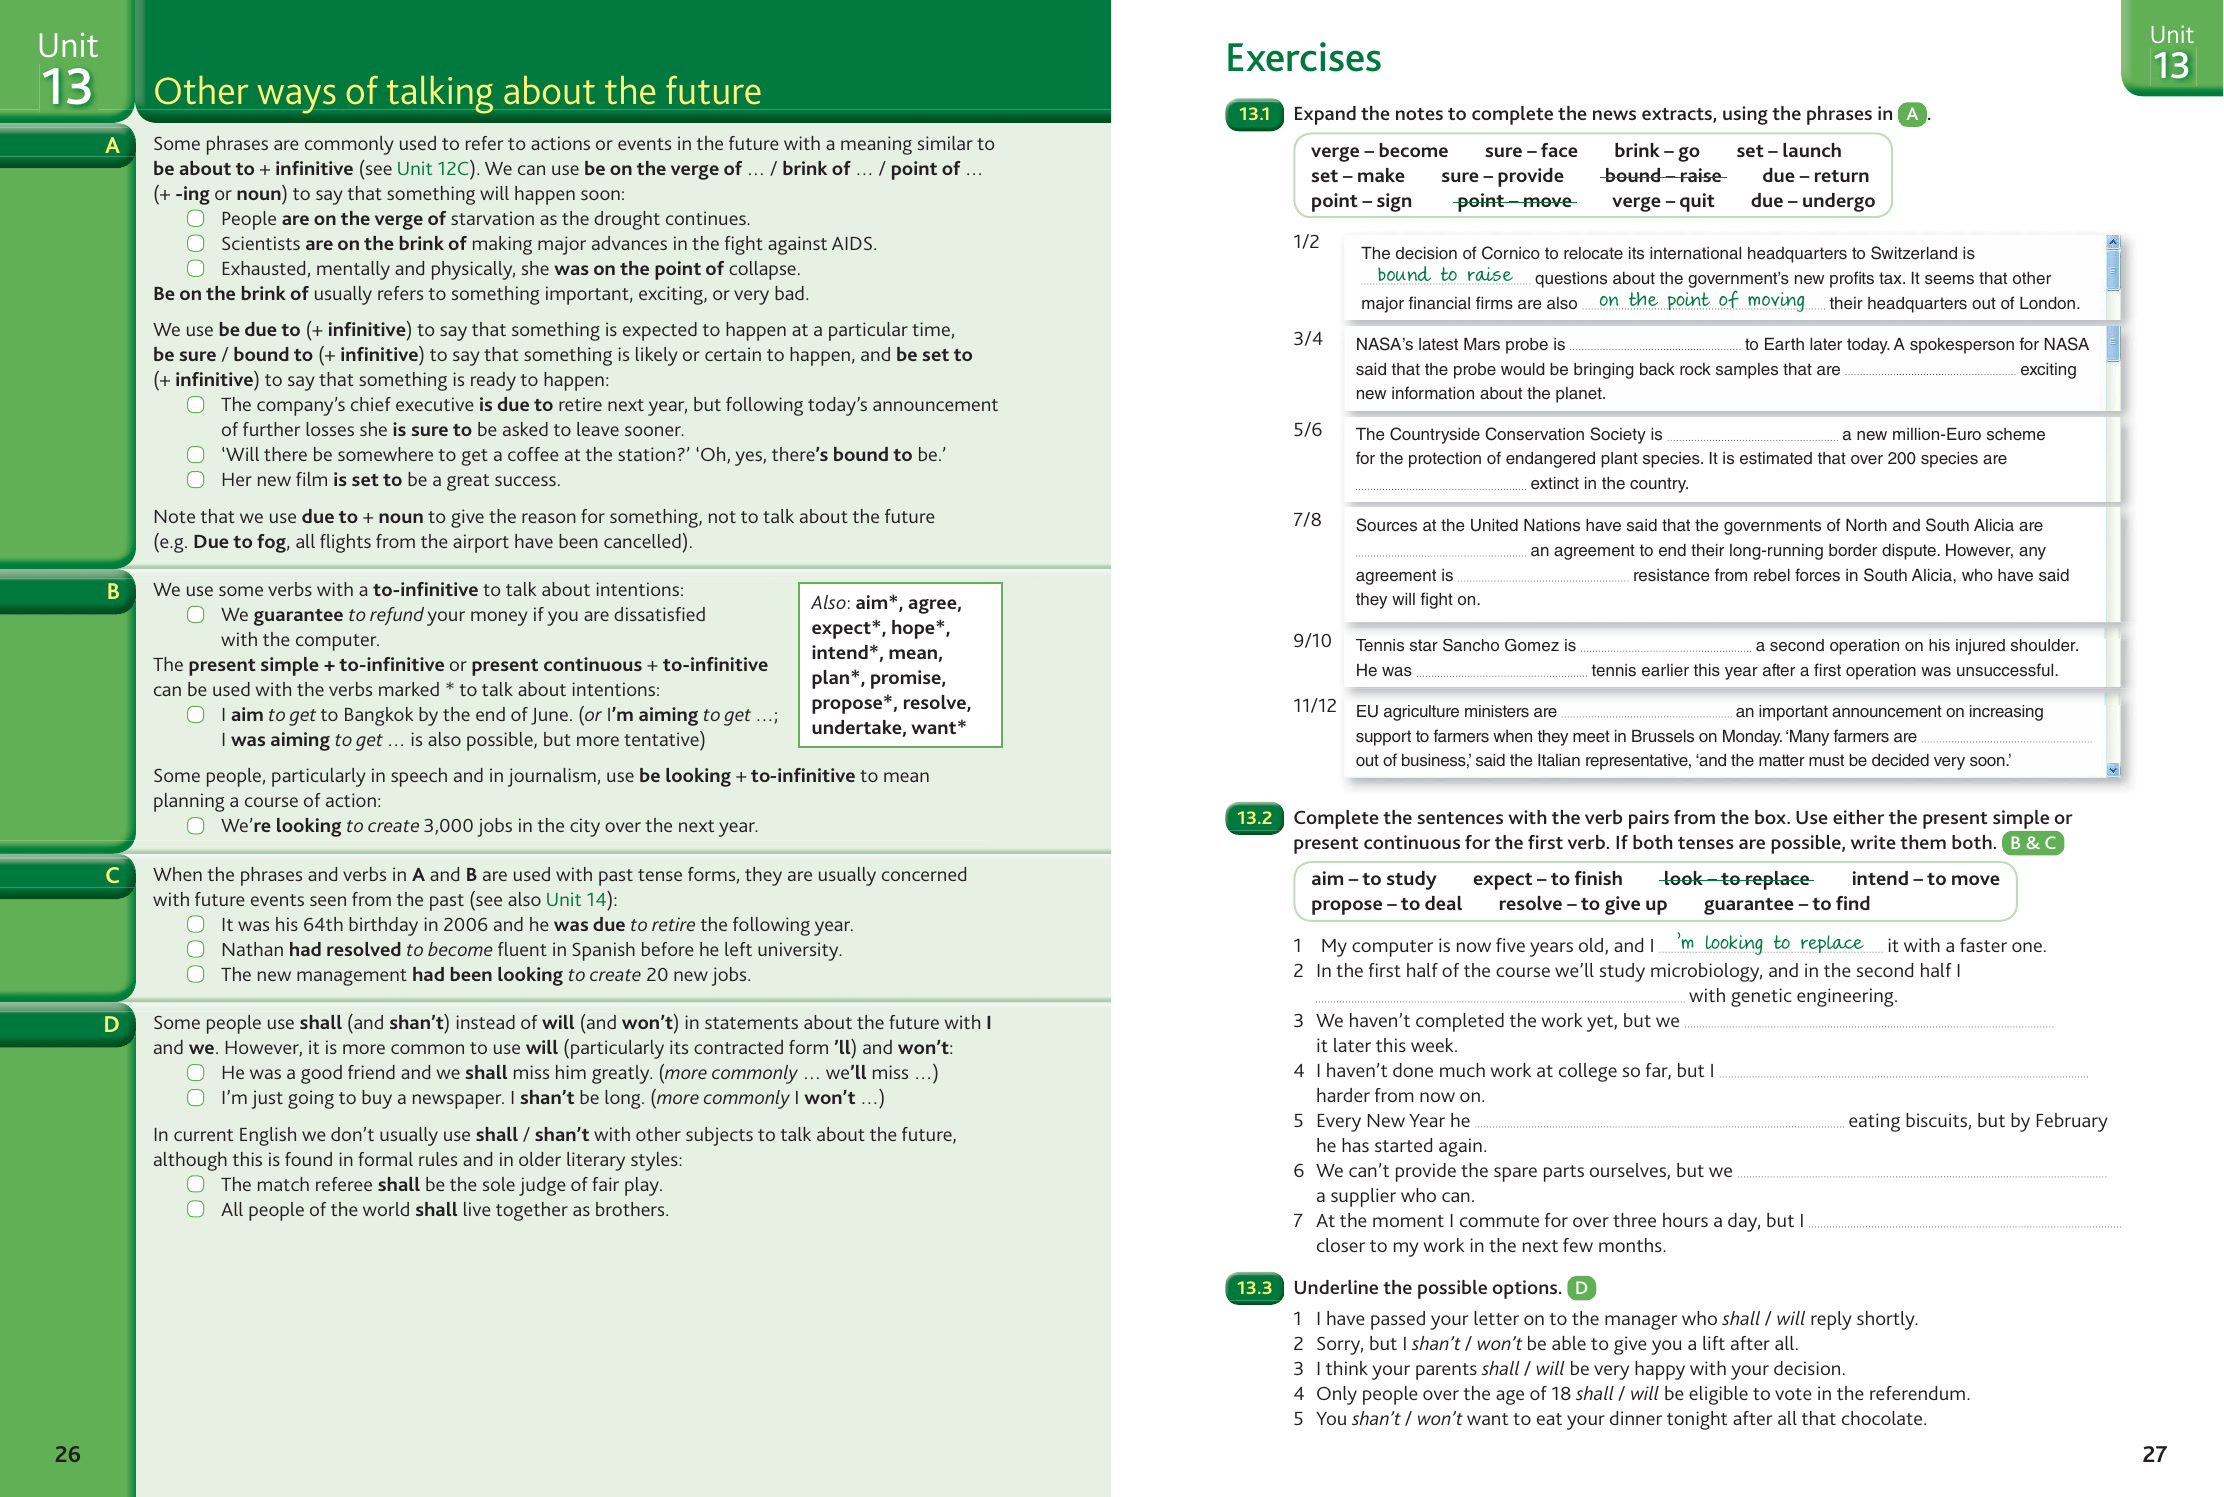 Unit
13
Other ways of talking about the future
A
Some phrases are commonly used to refer to actions or events in the future with a meaning similar to
be about to + infinitive (see Unit 12C). We can use be on the verge of … / brink of … / point of …
(+ -ing or noun) to say that something will happen soon:
People are on the verge of starvation as the drought continues.
Scientists are on the brink of making major advances in the fight against AIDS.
Exhausted, mentally and physically, she was on the point of collapse.
Be on the brink of usually refers to something important, exciting, or very bad.
We use be due to (+ infinitive) to say that something is expected to happen at a particular time,
be sure / bound to (+ infinitive) to say that something is likely or certain to happen, and be set to
(+ infinitive) to say that something is ready to happen:
The company's chief executive is due to retire next year, but following today's announcement
of further losses she is sure to be asked to leave sooner.
‘Will there be somewhere to get a coffee at the station?’ ‘Oh, yes, there's bound to be.’
Her new film is set to be a great success.
Note that we use due to + noun to give the reason for something, not to talk about the future
(e.g. Due to fog, all flights from the airport have been cancelled).
B
We use some verbs with a to-infinitive to talk about intentions:
We guarantee to refund your money if you are dissatisfied
with the computer.
The present simple + to-infinitive or present continuous + to-infinitive
can be used with the verbs marked * to talk about intentions:
I aim to get to Bangkok by the end of June. (or I'm aiming to get …;
I was aiming to get … is also possible, but more tentative)
Also: aim*, agree,
expect*, hope*,
intend*, mean,
plan*, promise,
propose*, resolve,
undertake, want*
Some people, particularly in speech and in journalism, use be looking + to-infinitive to mean
planning a course of action:
We're looking to create 3,000 jobs in the city over the next year.
C
When the phrases and verbs in A and B are used with past tense forms, they are usually concerned
with future events seen from the past (see also Unit 14):
It was his 64th birthday in 2006 and he was due to retire the following year.
Nathan had resolved to become fluent in Spanish before he left university.
The new management had been looking to create 20 new jobs.
D
Some people use shall (and shan't) instead of will (and won't) in statements about the future with I
and we. However, it is more common to use will (particularly its contracted form 'll) and won't:
He was a good friend and we shall miss him greatly. (more commonly … we'll miss …)
I'm just going to buy a newspaper. I shan't be long. (more commonly I won't …)
In current English we don't usually use shall / shan't with other subjects to talk about the future,
although this is found in formal rules and in older literary styles:
The match referee shall be the sole judge of fair play.
All people of the world shall live together as brothers.
26
Exercises
Unit
13
13.1 Expand the notes to complete the news extracts, using the phrases in A.
verge – become sure – face brink – go set – launch
set – make sure – provide bound – raise due – return
point – sign point – move verge – quit due – undergo
1/2 The decision of Cornico to relocate its international headquarters to Switzerland is
bound to raise questions about the government's new profits tax. It seems that other
major financial firms are also on the point of moving their headquarters out of London.
3/4 NASA's latest Mars probe is ........ to Earth later today. A spokesperson for NASA
said that the probe would be bringing back rock samples that are ........ exciting
new information about the planet.
5/6 The Countryside Conservation Society is ........ a new million-Euro scheme
for the protection of endangered plant species. It is estimated that over 200 species are
........ extinct in the country.
7/8 Sources at the United Nations have said that the governments of North and South Alicia are
........ an agreement to end their long-running border dispute. However, any
agreement is ........ resistance from rebel forces in South Alicia, who have said
they will fight on.
9/10 Tennis star Sancho Gomez is ........ a second operation on his injured shoulder.
He was ........ tennis earlier this year after a first operation was unsuccessful.
11/12 EU agriculture ministers are ........ an important announcement on increasing
support to farmers when they meet in Brussels on Monday. ‘Many farmers are ........
out of business,’ said the Italian representative, ‘and the matter must be decided very soon.’
13.2 Complete the sentences with the verb pairs from the box. Use either the present simple or
present continuous for the first verb. If both tenses are possible, write them both. B & C
aim – to study expect – to finish look – to replace intend – to move
propose – to deal resolve – to give up guarantee – to find
1 My computer is now five years old, and I 'm looking to replace it with a faster one.
2 In the first half of the course we'll study microbiology, and in the second half I
........ with genetic engineering.
3 We haven't completed the work yet, but we ........
it later this week.
4 I haven't done much work at college so far, but I ........
harder from now on.
5 Every New Year he ........ eating biscuits, but by February
he has started again.
6 We can't provide the spare parts ourselves, but we ........
a supplier who can.
7 At the moment I commute for over three hours a day, but I ........
closer to my work in the next few months.
13.3 Underline the possible options. D
1 I have passed your letter on to the manager who shall / will reply shortly.
2 Sorry, but I shan't / won't be able to give you a lift after all.
3 I think your parents shall / will be very happy with your decision.
4 Only people over the age of 18 shall / will be eligible to vote in the referendum.
5 You shan't / won't want to eat your dinner tonight after all that chocolate.
27